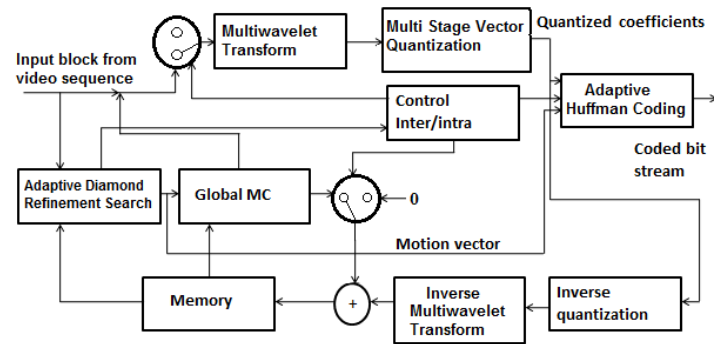 Multiwavelet
Transform
Multi Stage Vector
Quantization
Quantized coefficients
Input block from
video sequence
Control
Inter/intra
Adaptive
Huffman Coding
Coded bit
stream
Adaptive Diamond
Refinement Search
Global MC
0
Motion vector
Memory
+
Inverse
Multiwavelet
Transform
Inverse
quantization